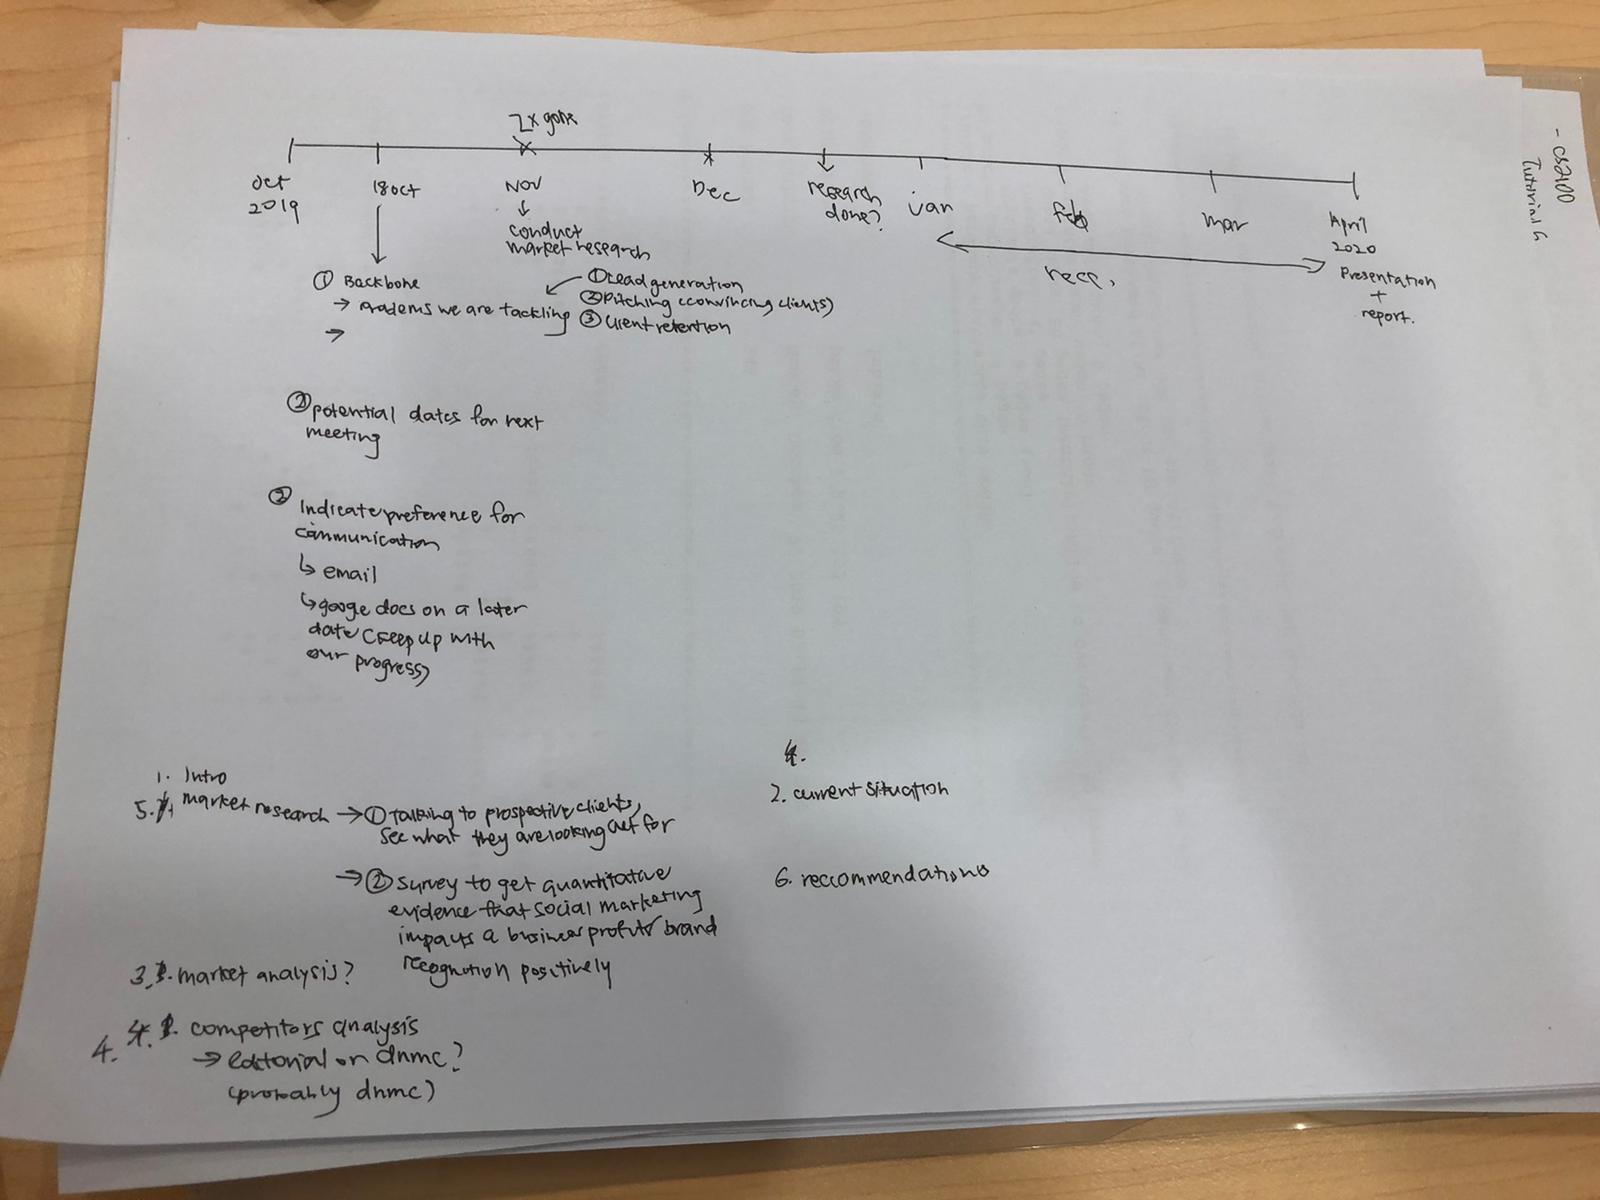 2x gone
Oct
2019
18 oct
Nov
Dec
research
done?
jan
feb
mar
April
2020
Presentation
+
report.
↓
conduct
market research
recc.
① Backbone
→ Problems we are tackling
→
① Lead generation
② Pitching (convincing clients)
③ Client retention
② potential dates for next
meeting
② Indicate preference for
communication
↳ email
↳ google docs on a later
date (keep up with
our progress)
1. Intro
5. market research → ① Talking to prospective clients,
see what they are looking out for
→ ② Survey to get quantitative
evidence that social marketing
impacts a business profits/ brand
recognition positively
3. market analysis?
4. competitors analysis
→ editorial or dnmc?
(probably dnmc)
4.
2. current situation
6. reccommendations
- CS2100
Tutorial 6